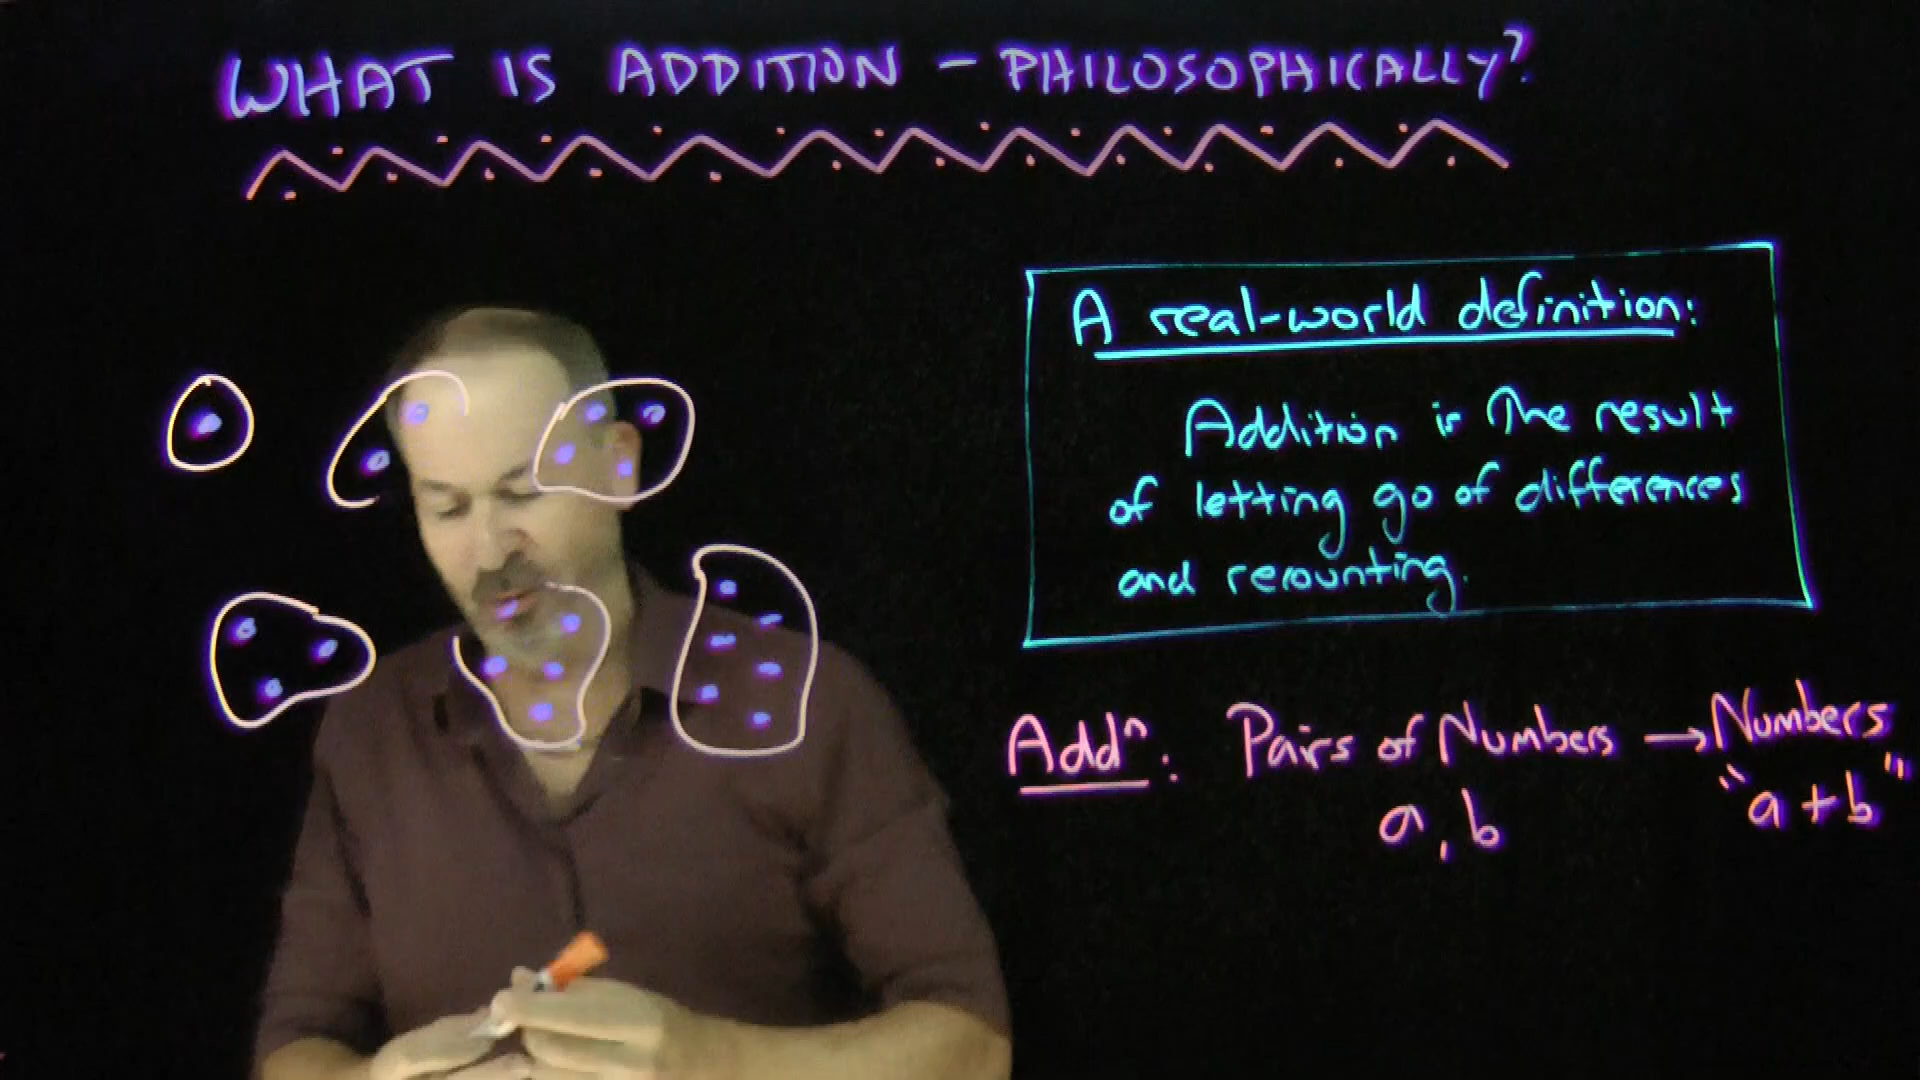 WHAT IS ADDITION - PHILOSOPHICALLY?
A real-world definition:
Addition is the result
of letting go of differences
and recounting.
Addⁿ: Pairs of Numbers → Numbers
a, b "a + b"